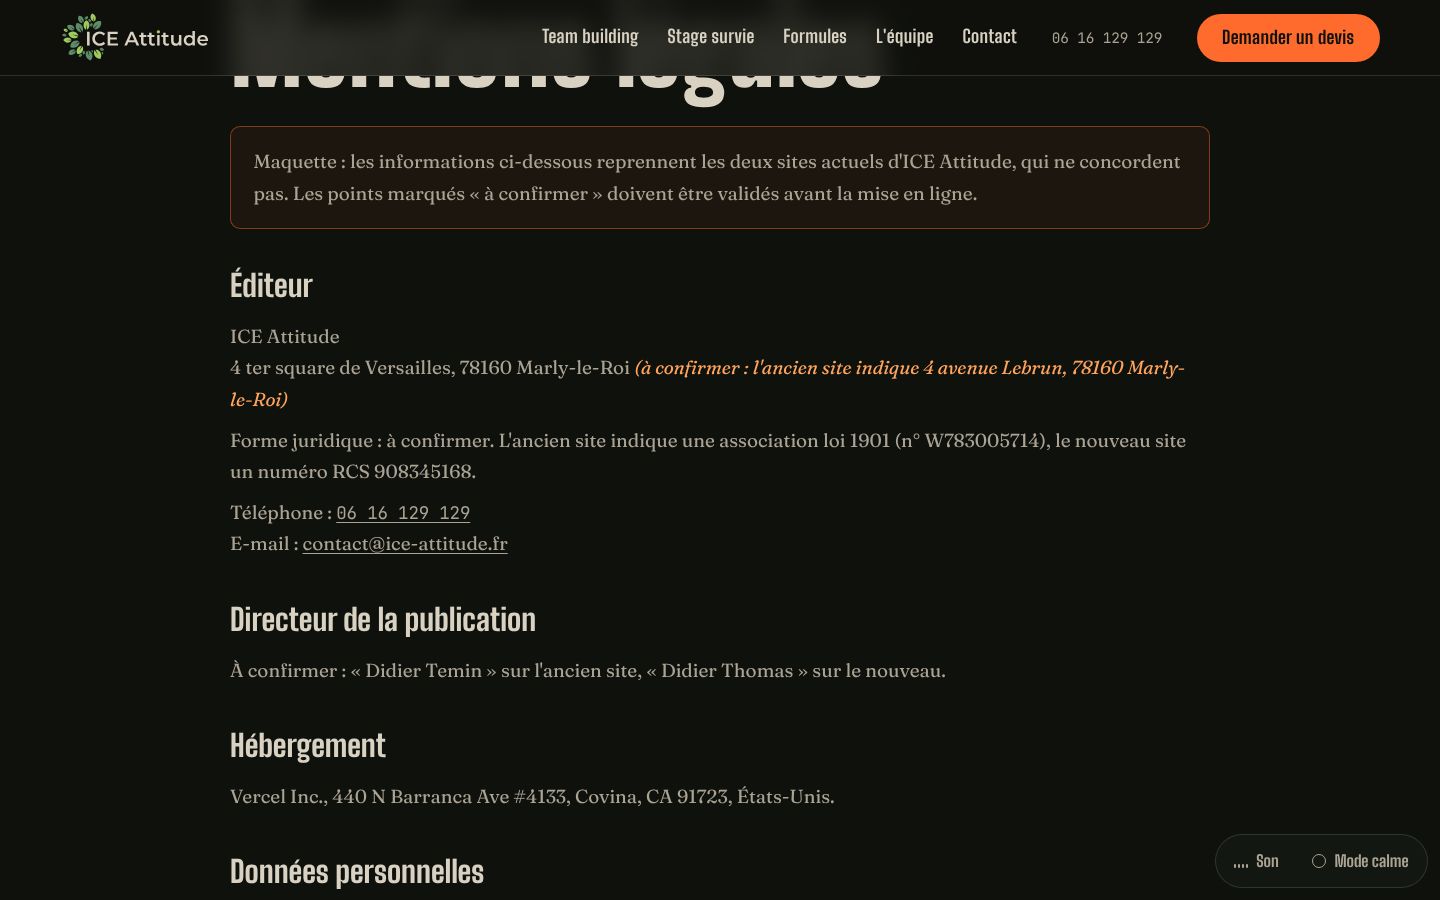 ICE Attitude
Team building
Stage survie
Formules
L'équipe
Contact
06 16 129 129
Demander un devis
Mentions légales
Maquette : les informations ci-dessous reprennent les deux sites actuels d'ICE Attitude, qui ne concordent
pas. Les points marqués « à confirmer » doivent être validés avant la mise en ligne.
Éditeur
ICE Attitude
4 ter square de Versailles, 78160 Marly-le-Roi (à confirmer : l'ancien site indique 4 avenue Lebrun, 78160 Marly-
le-Roi)
Forme juridique : à confirmer. L'ancien site indique une association loi 1901 (n° W783005714), le nouveau site
un numéro RCS 908345168.
Téléphone : 06 16 129 129
E-mail : contact@ice-attitude.fr
Directeur de la publication
À confirmer : « Didier Temin » sur l'ancien site, « Didier Thomas » sur le nouveau.
Hébergement
Vercel Inc., 440 N Barranca Ave #4133, Covina, CA 91723, États-Unis.
Données personnelles
Son
Mode calme